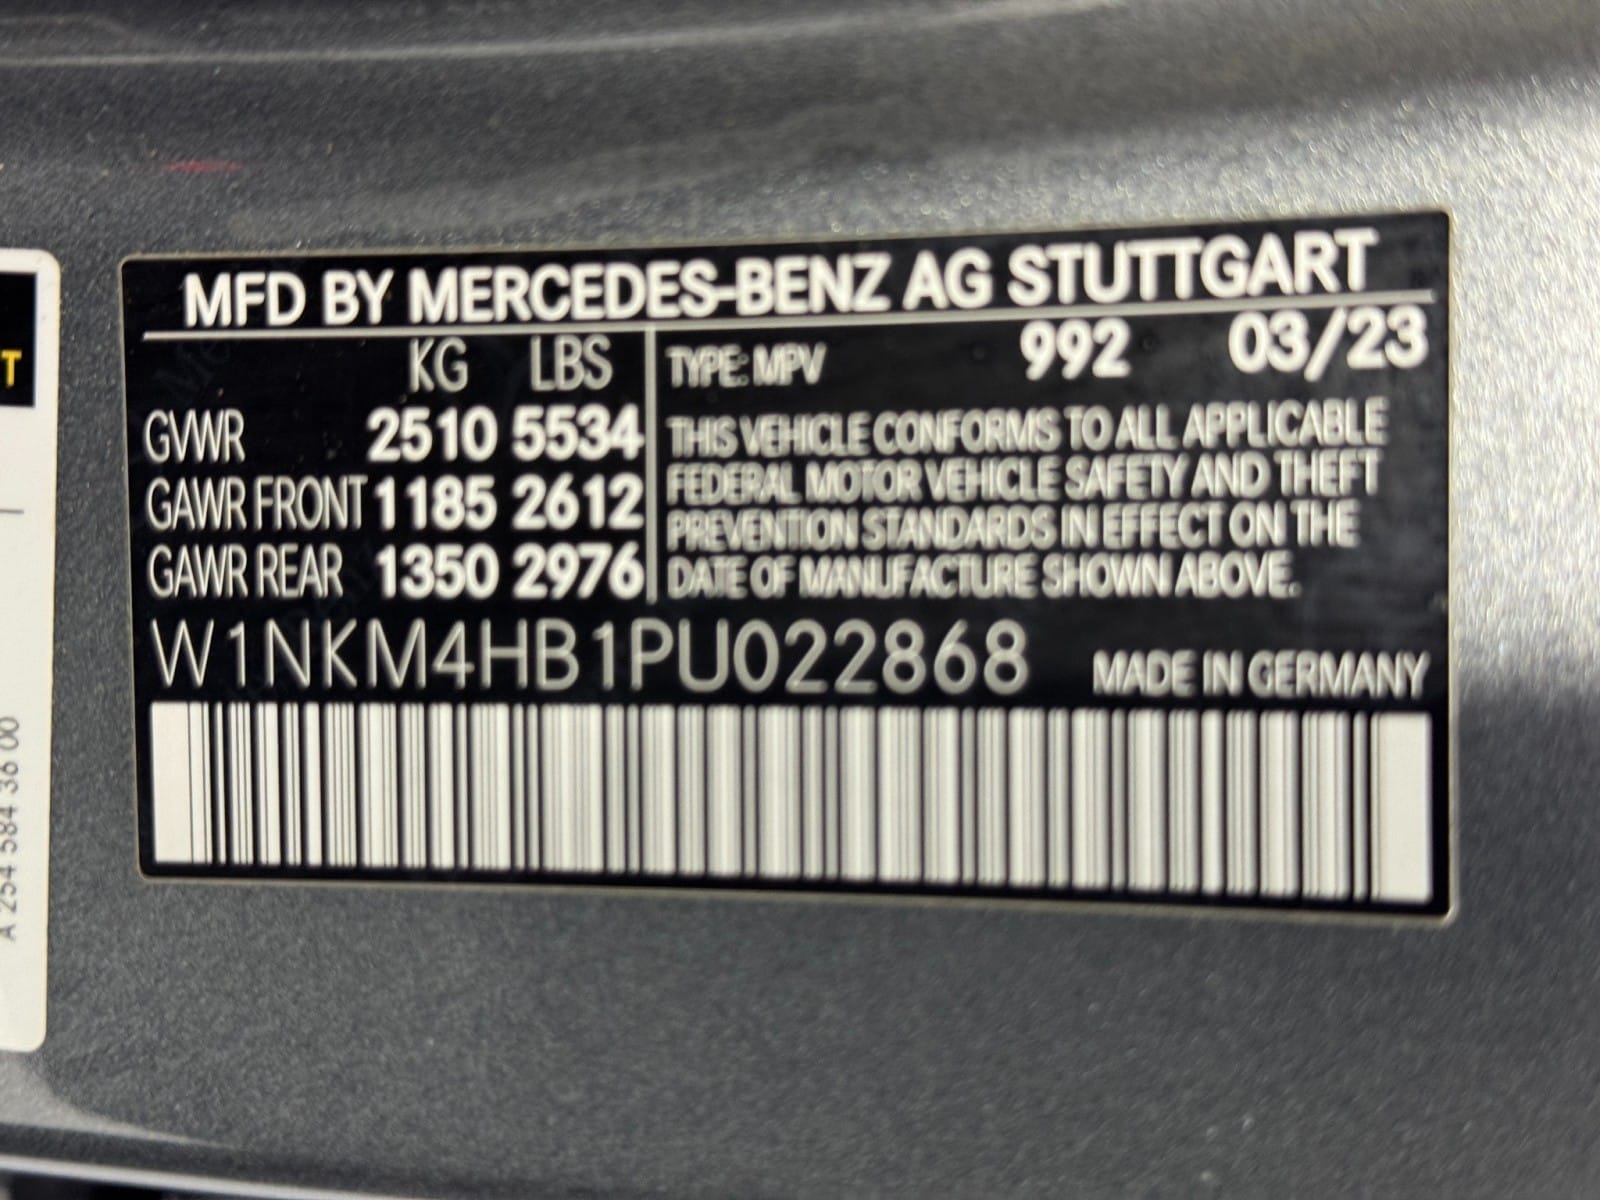 MFD BY MERCEDES-BENZ AG STUTTGART
KG LBS
GVWR 2510 5534
GAWR FRONT 1185 2612
GAWR REAR 1350 2976
TYPE: MPV 992 03/23
THIS VEHICLE CONFORMS TO ALL APPLICABLE
FEDERAL MOTOR VEHICLE SAFETY AND THEFT
PREVENTION STANDARDS IN EFFECT ON THE
DATE OF MANUFACTURE SHOWN ABOVE.
W1NKM4HB1PU022868 MADE IN GERMANY
T
A 254 584 36 00